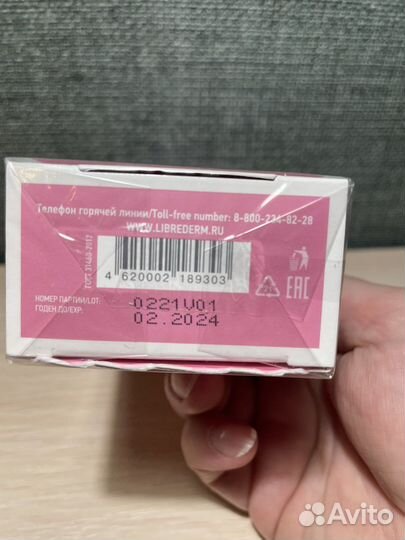 Телефон горячей линии/Toll-free number: 8-800-234-82-28
WWW.LIBREDERM.RU
ГОСТ 31460-2012
4 620002 189303
EAC
НОМЕР ПАРТИИ/LOT: 0221V01
ГОДЕН ДО/EXP.: 02.2024
Avito